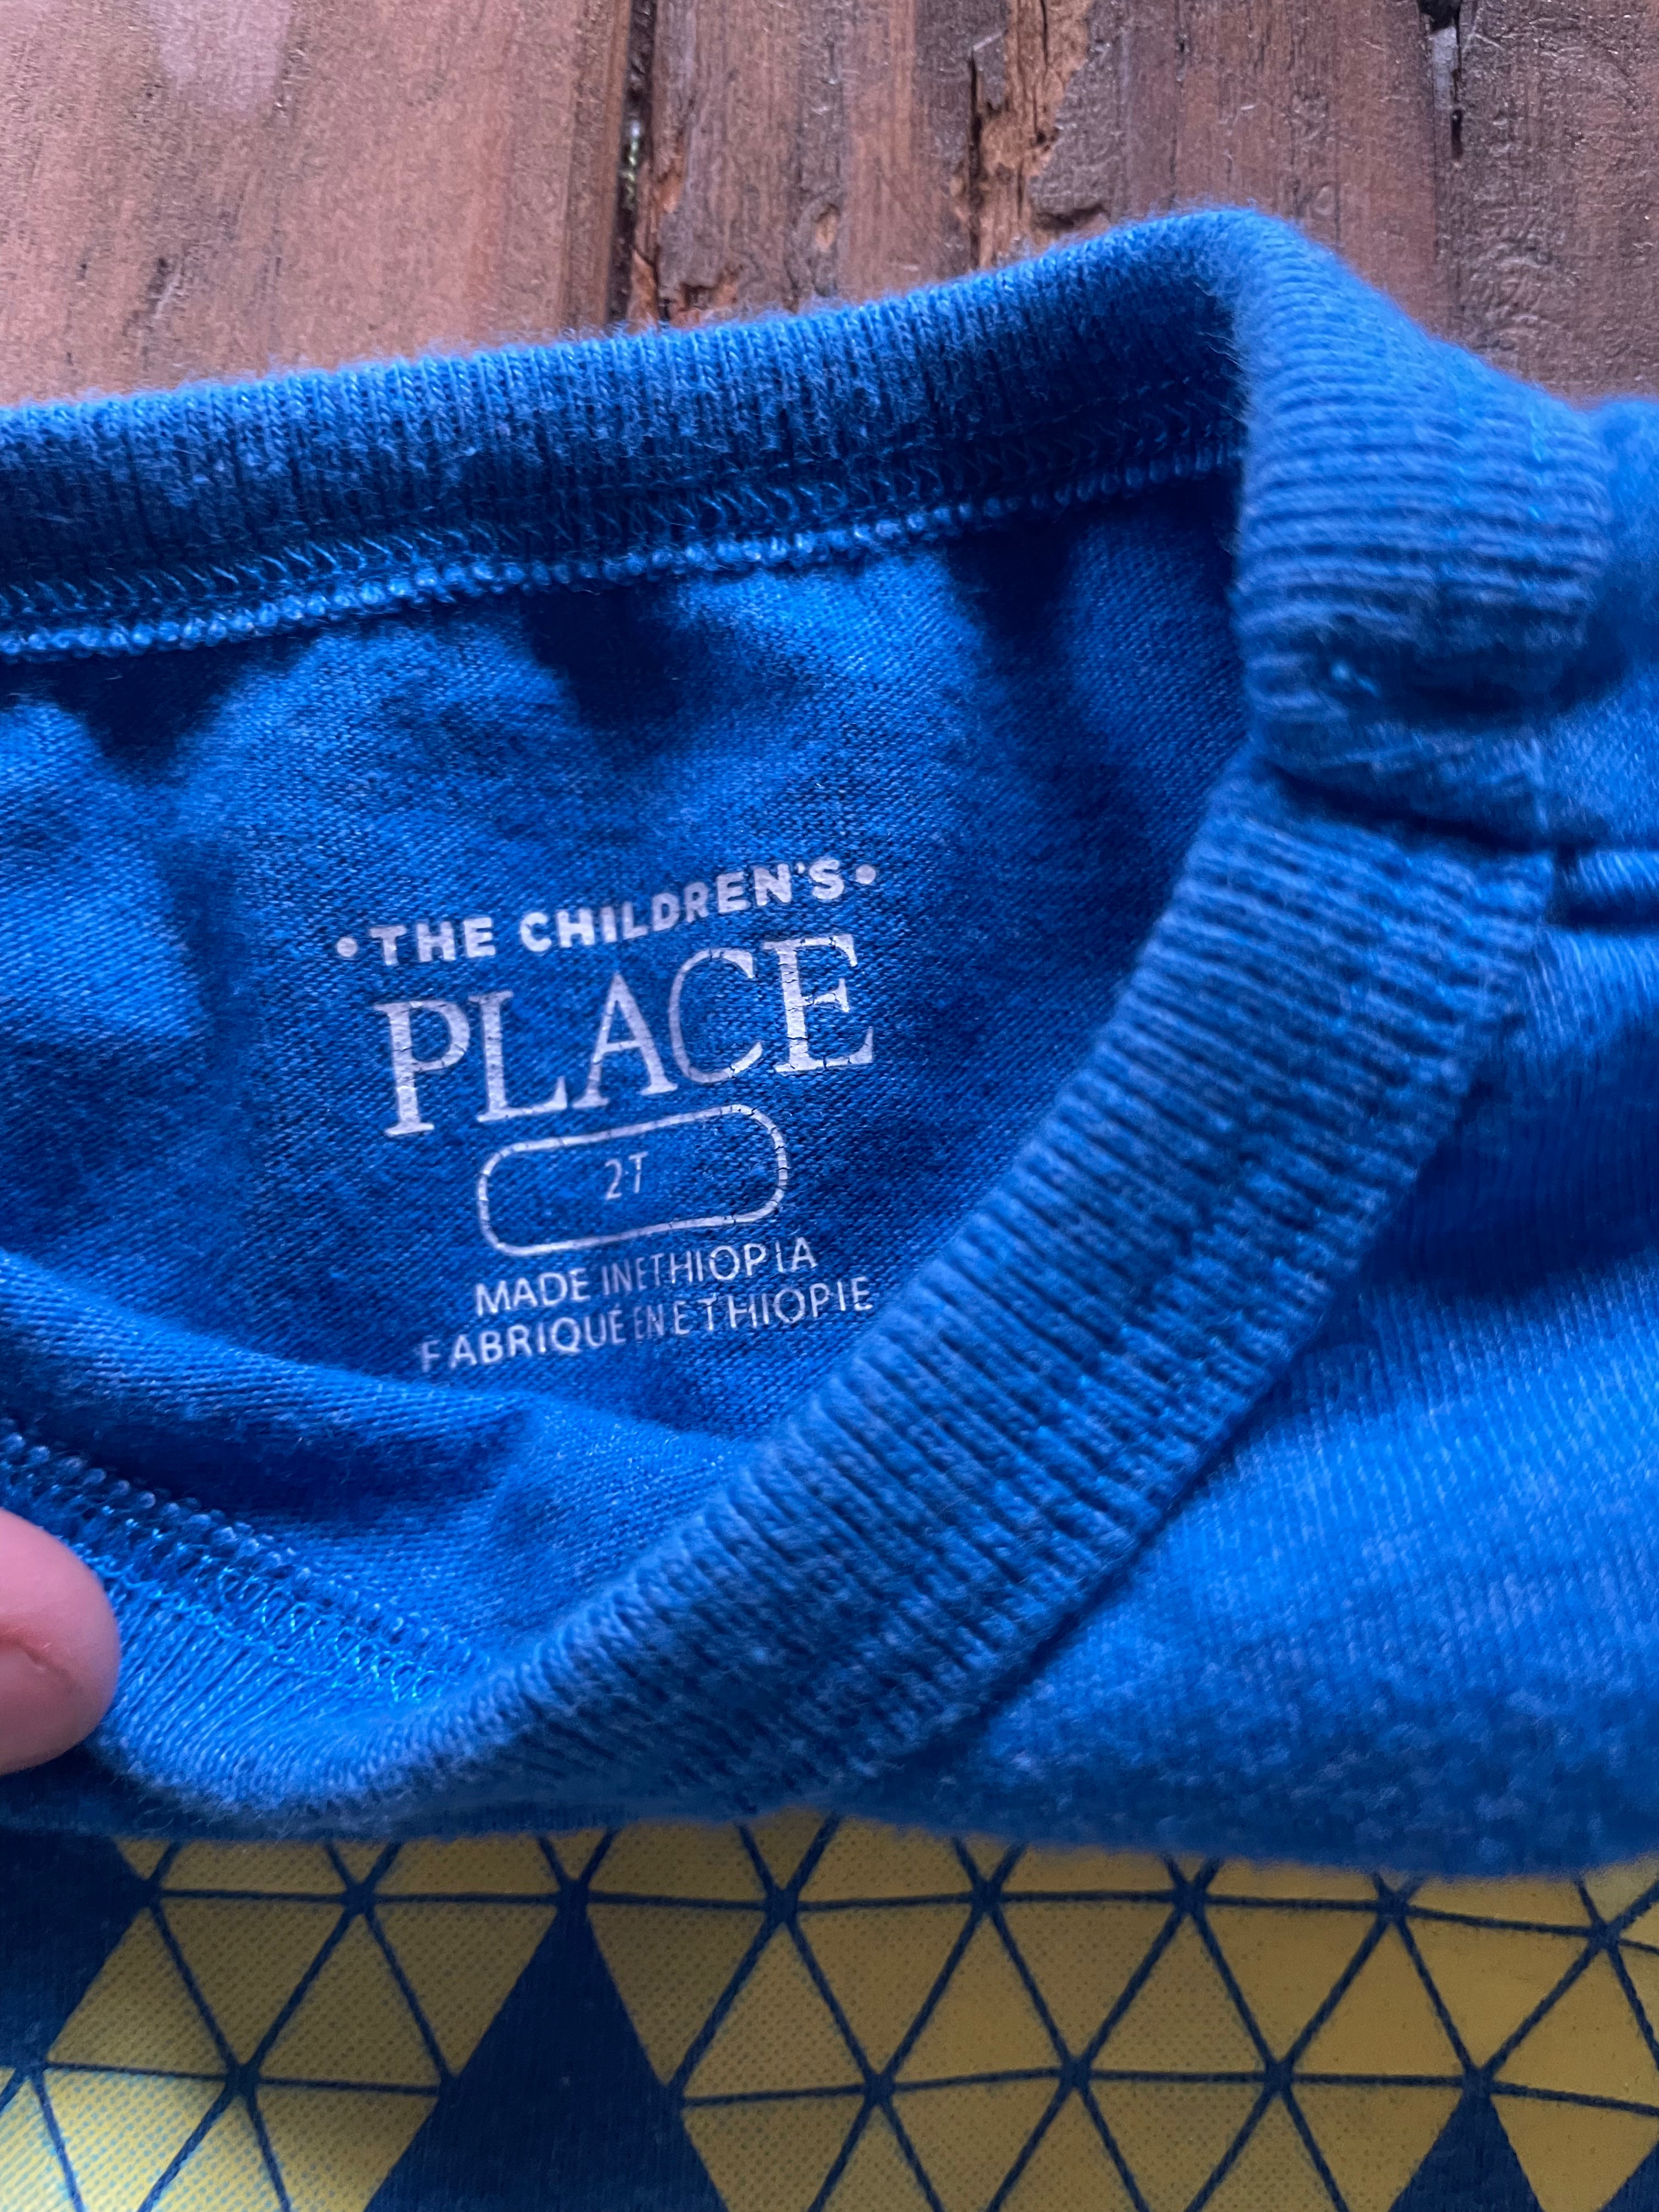 •THE CHILDREN'S•
PLACE
2T
MADE IN ETHIOPIA
FABRIQUÉ EN ETHIOPIE